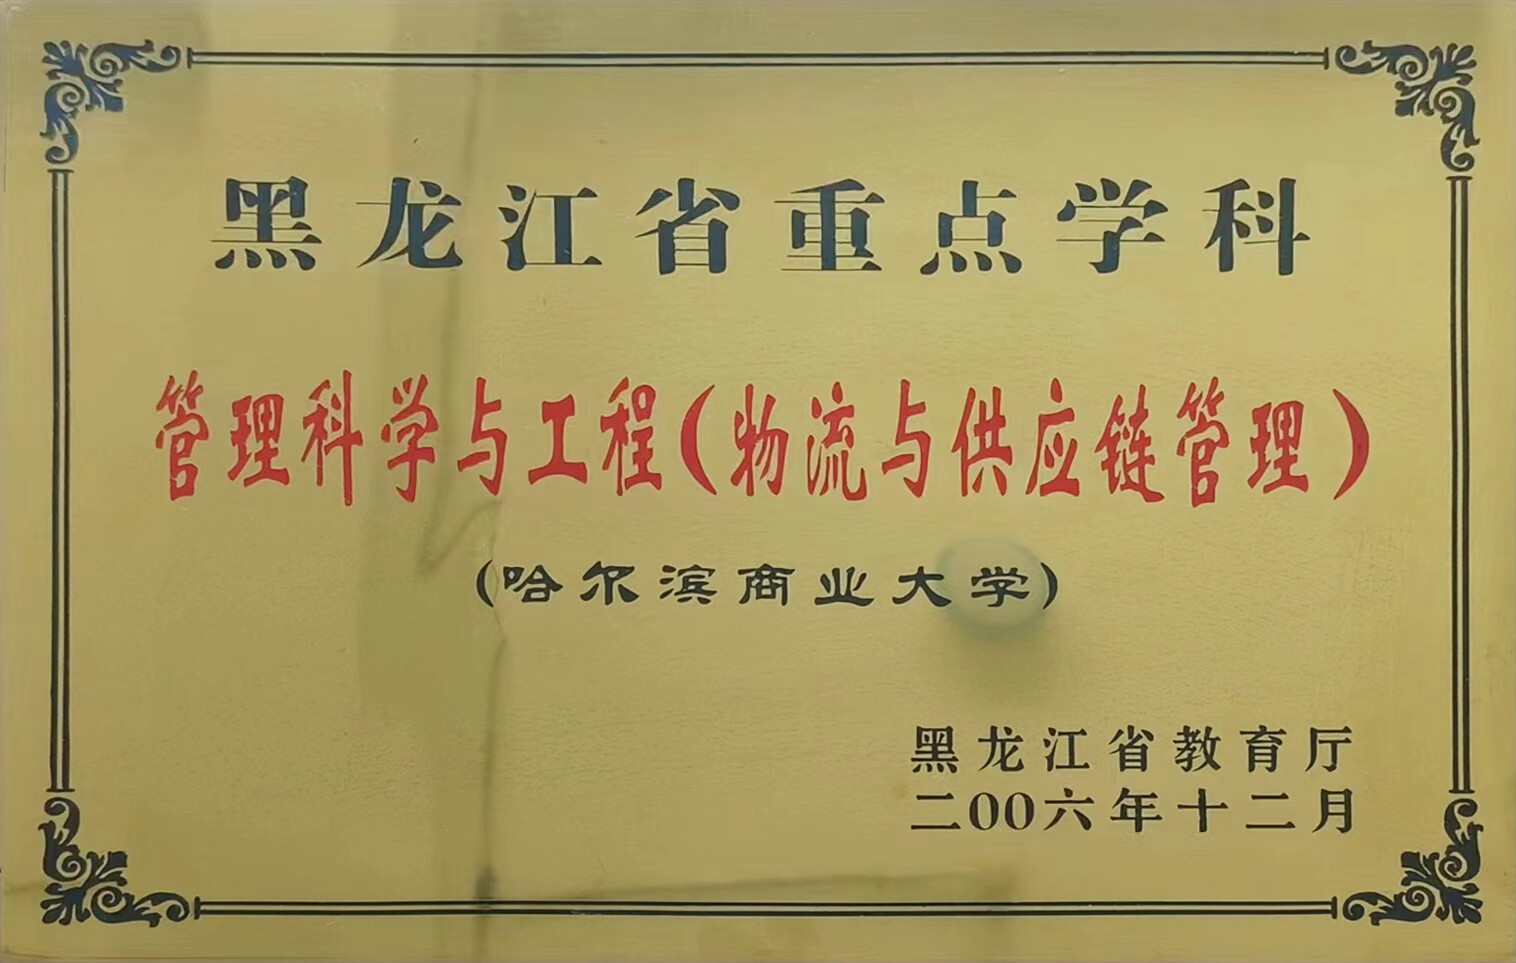 黑龙江省重点学科
管理科学与工程(物流与供应链管理)
(哈尔滨商业大学)
黑龙江省教育厅
二00六年十二月